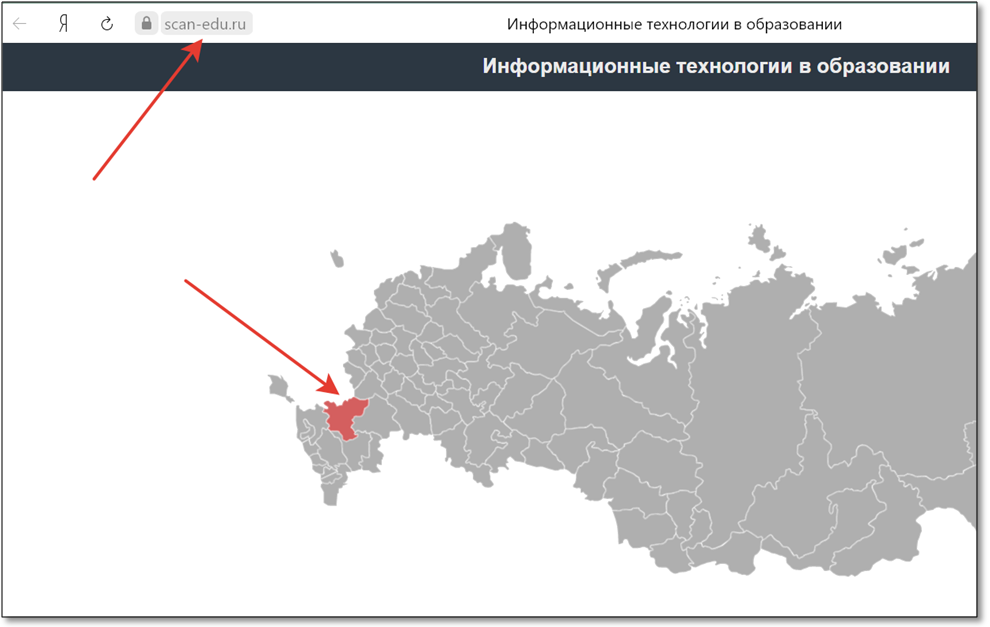 Я scan-edu.ru Информационные технологии в образовании
Информационные технологии в образовании